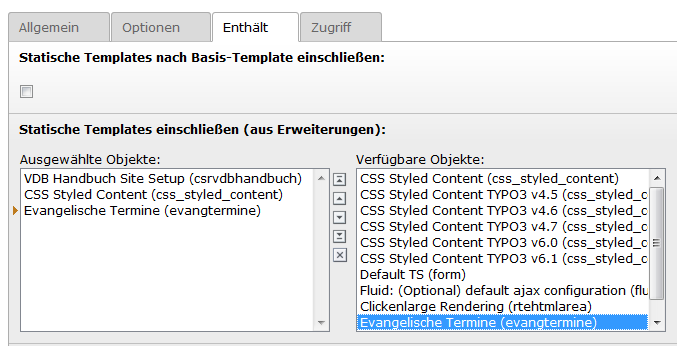 Allgemein
Optionen
Enthält
Zugriff
Statische Templates nach Basis-Template einschließen:
Statische Templates einschließen (aus Erweiterungen):
Ausgewählte Objekte:
VDB Handbuch Site Setup (csrvdbhandbuch)
CSS Styled Content (css_styled_content)
Evangelische Termine (evangtermine)
Verfügbare Objekte:
CSS Styled Content (css_styled_content)
CSS Styled Content TYPO3 v4.5 (css_styled_c
CSS Styled Content TYPO3 v4.6 (css_styled_c
CSS Styled Content TYPO3 v4.7 (css_styled_c
CSS Styled Content TYPO3 v6.0 (css_styled_c
CSS Styled Content TYPO3 v6.1 (css_styled_c
Default TS (form)
Fluid: (Optional) default ajax configuration (flu
Clickenlarge Rendering (rtehtmlarea)
Evangelische Termine (evangtermine)